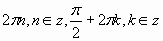 2πn, n ∈ z, π/2 + 2πk, k ∈ z